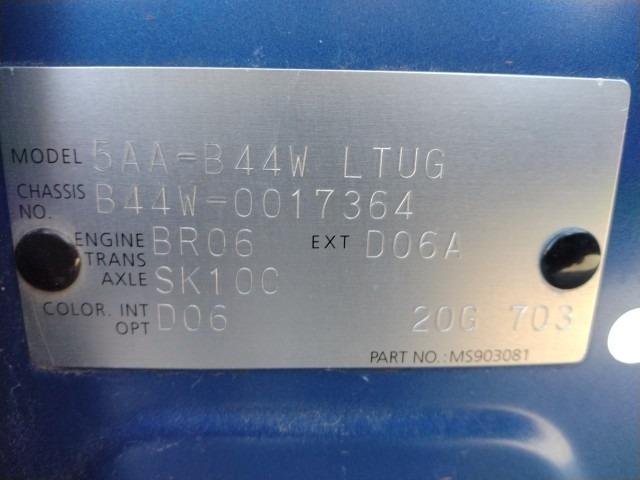 MODEL 5AA-B44W LTUG
CHASSIS NO. B44W-0017364
ENGINE BR06 EXT D06A
TRANS AXLE SK10C
COLOR. INT D06
OPT 20G 703
PART NO.: MS903081